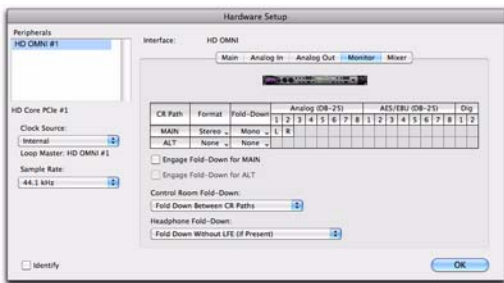 Hardware Setup
Peripherals
HD OMNI #1
Interface: HD OMNI
Main Analog In Analog Out Monitor Mixer
HD Core PCIe #1
Clock Source:
Internal
Loop Master: HD OMNI #1
Sample Rate:
44.1 kHz
CR Path Format Fold-Down Analog (DB-25) AES/EBU (DB-25) Dig
1 2 3 4 5 6 7 8 1 2 3 4 5 6 7 8 1 2
MAIN Stereo Mono L R
ALT None None
Engage Fold-Down for MAIN
Engage Fold-Down for ALT
Control Room Fold-Down:
Fold Down Between CR Paths
Headphone Fold-Down:
Fold Down Without LFE (if Present)
Identify
OK